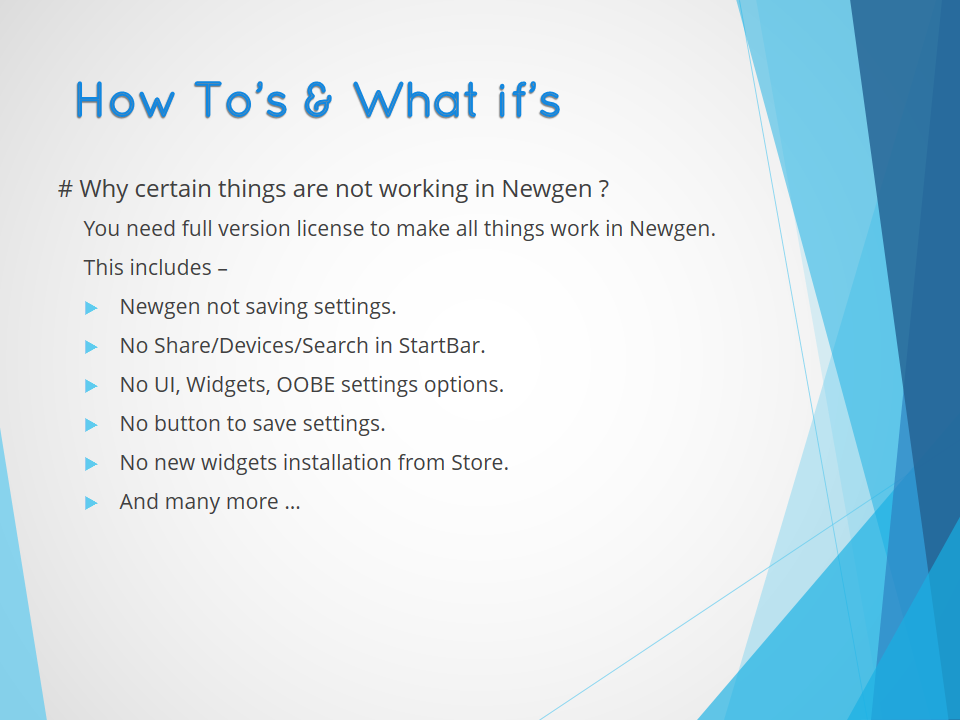 How To's & What if's
# Why certain things are not working in Newgen ?
You need full version license to make all things work in Newgen.
This includes –
Newgen not saving settings.
No Share/Devices/Search in StartBar.
No UI, Widgets, OOBE settings options.
No button to save settings.
No new widgets installation from Store.
And many more ...